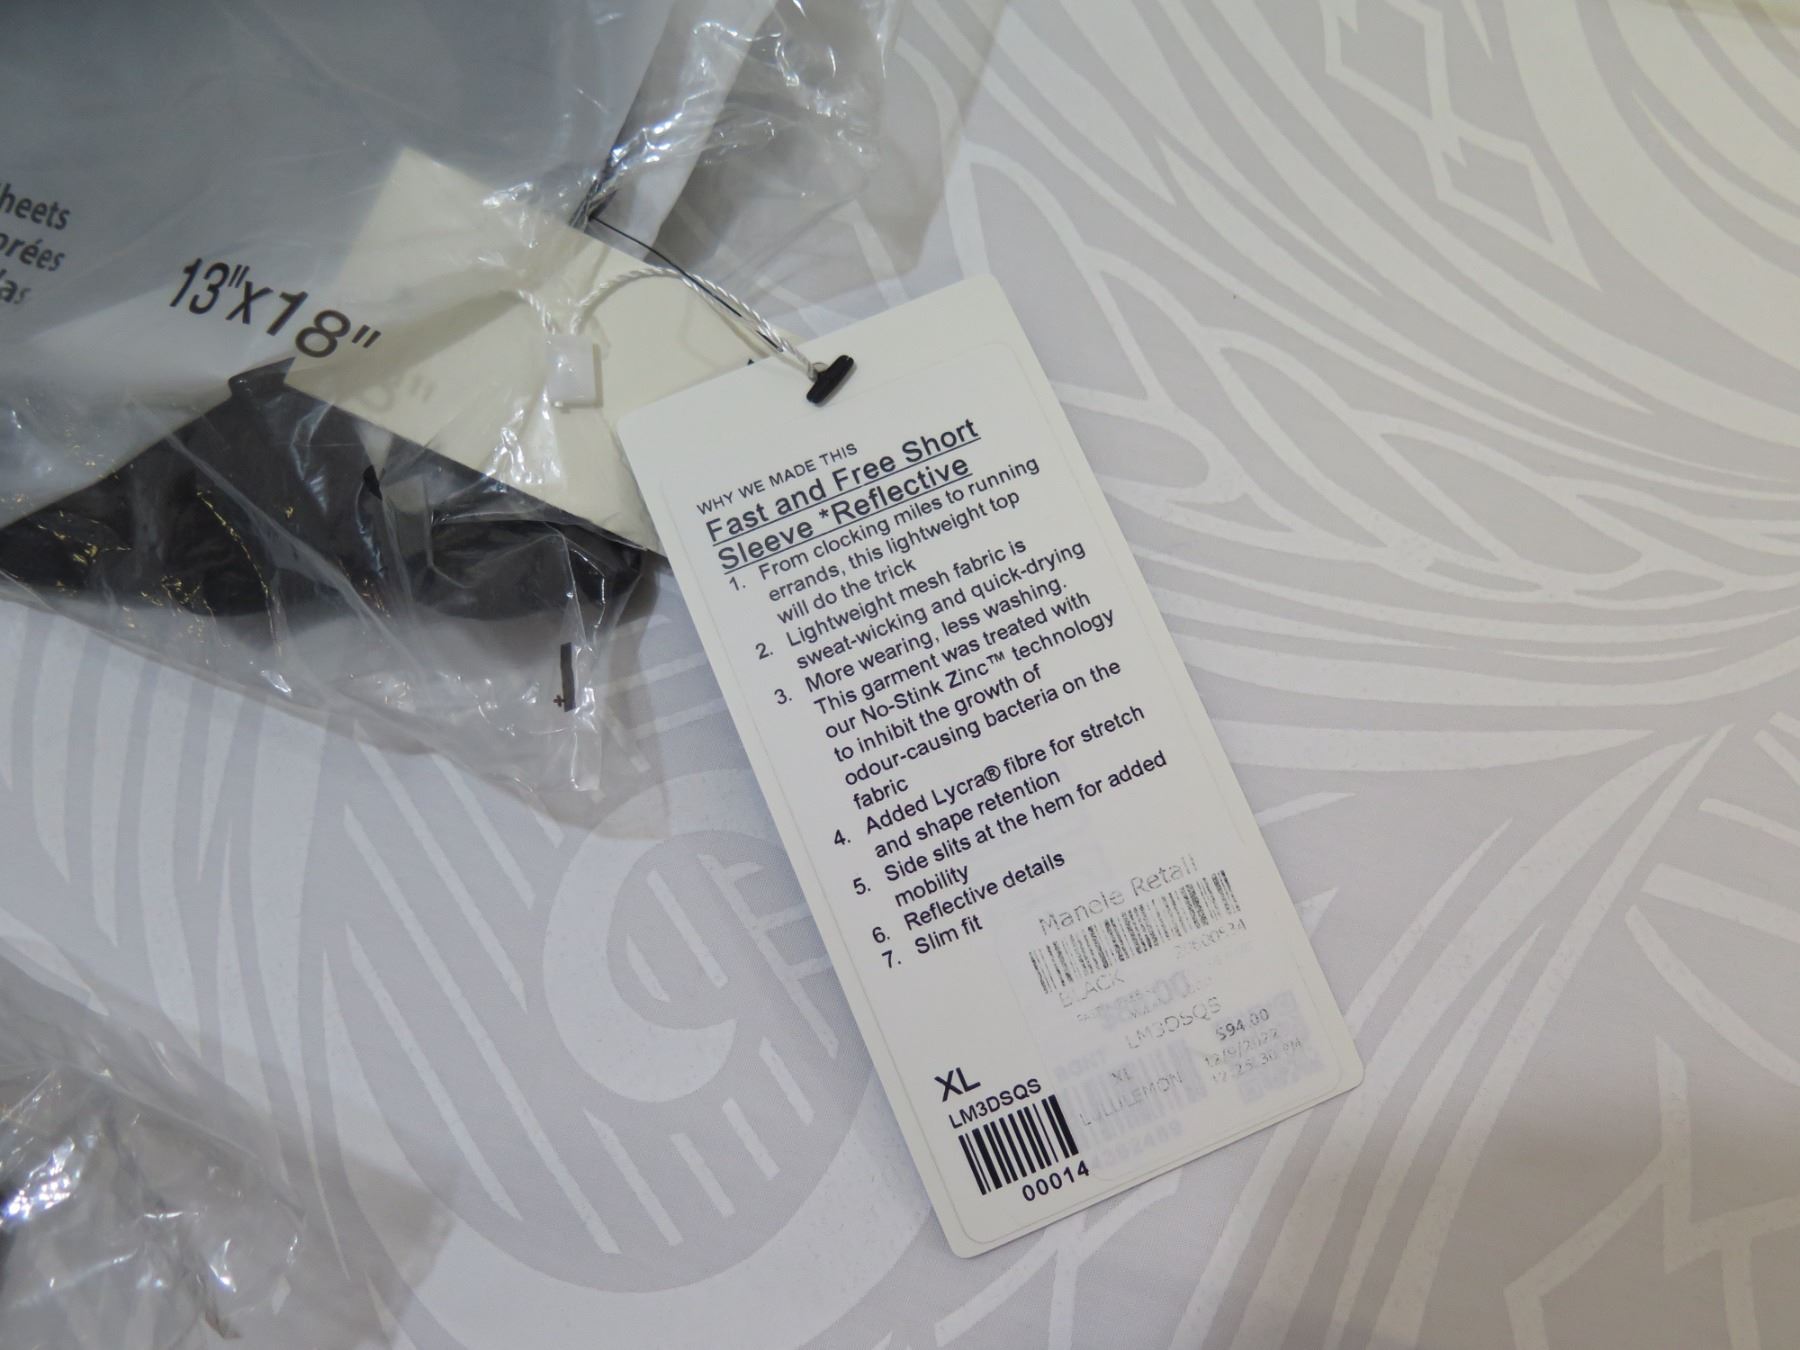 heets
orées
13"x18"
WHY WE MADE THIS
Fast and Free Short
Sleeve *Reflective
1. From clocking miles to running
errands, this lightweight top
will do the trick
2. Lightweight mesh fabric is
sweat-wicking and quick-drying
3. More wearing, less washing.
This garment was treated with
our No-Stink Zinc™ technology
to inhibit the growth of
odour-causing bacteria on the
fabric
4. Added Lycra® fibre for stretch
and shape retention
5. Side slits at the hem for added
mobility
6. Reflective details
7. Slim fit
Retail
BLACK
LM3DSQS
$94.00
XL
12/9/2022
LULULEMON
XL
LM3DSQS
00014